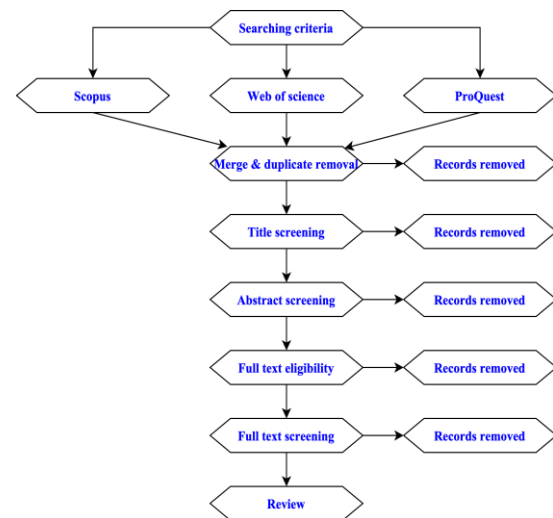 Searching criteria
Scopus
Web of science
ProQuest
Merge & duplicate removal
Records removed
Title screening
Records removed
Abstract screening
Records removed
Full text eligibility
Records removed
Full text screening
Records removed
Review